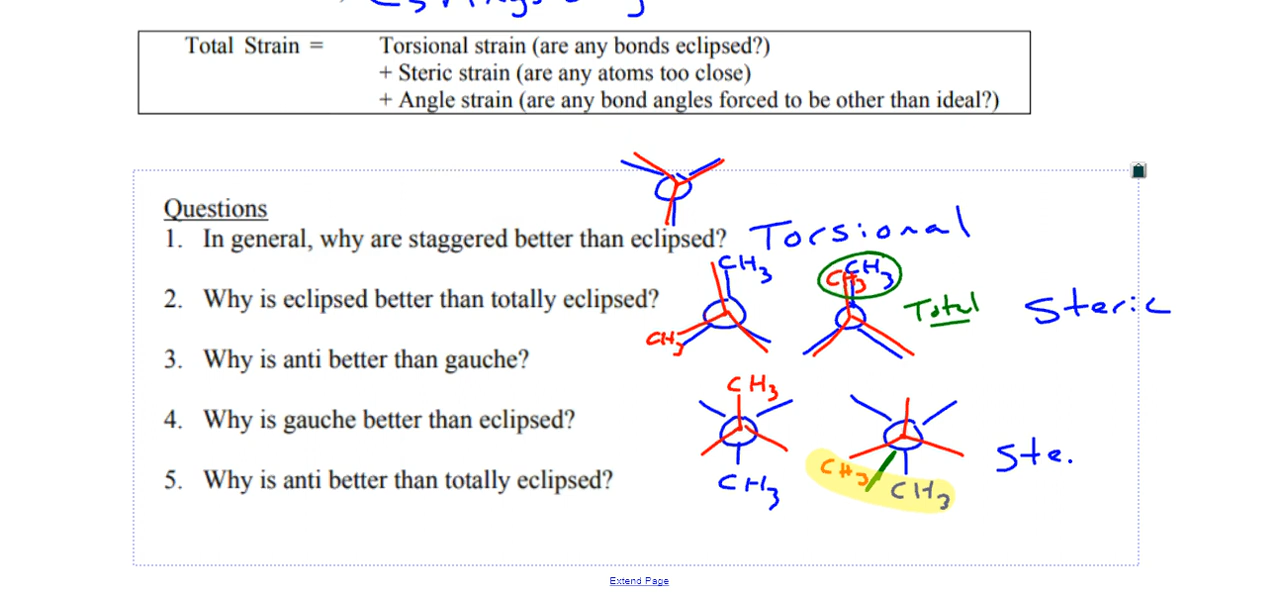 Total Strain = Torsional strain (are any bonds eclipsed?)
+ Steric strain (are any atoms too close)
+ Angle strain (are any bond angles forced to be other than ideal?)
Questions
1. In general, why are staggered better than eclipsed? Torsional
CH3 CH3 CH3
2. Why is eclipsed better than totally eclipsed? Total Steric
CH3
3. Why is anti better than gauche?
CH3
4. Why is gauche better than eclipsed?
Ste.
5. Why is anti better than totally eclipsed?
CH3 CH3 CH3
Extend Page